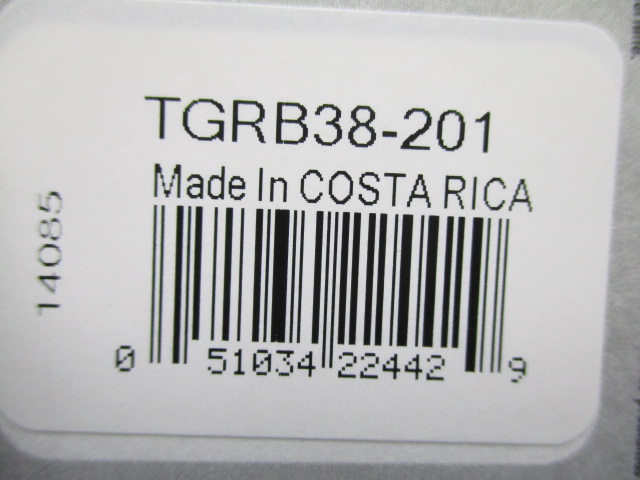 TGRB38-201
Made In COSTA RICA
14085
0 51034 22442 9